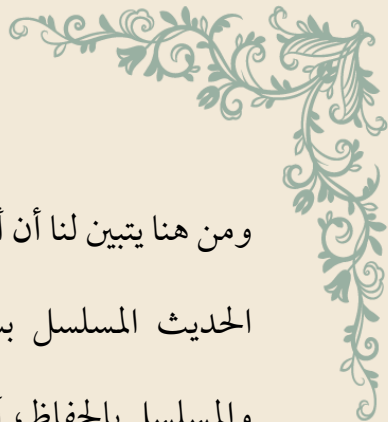 ومن هنا يتبين لنا أن
الحديث المسلسل
والمسلسل بالحفاظ،